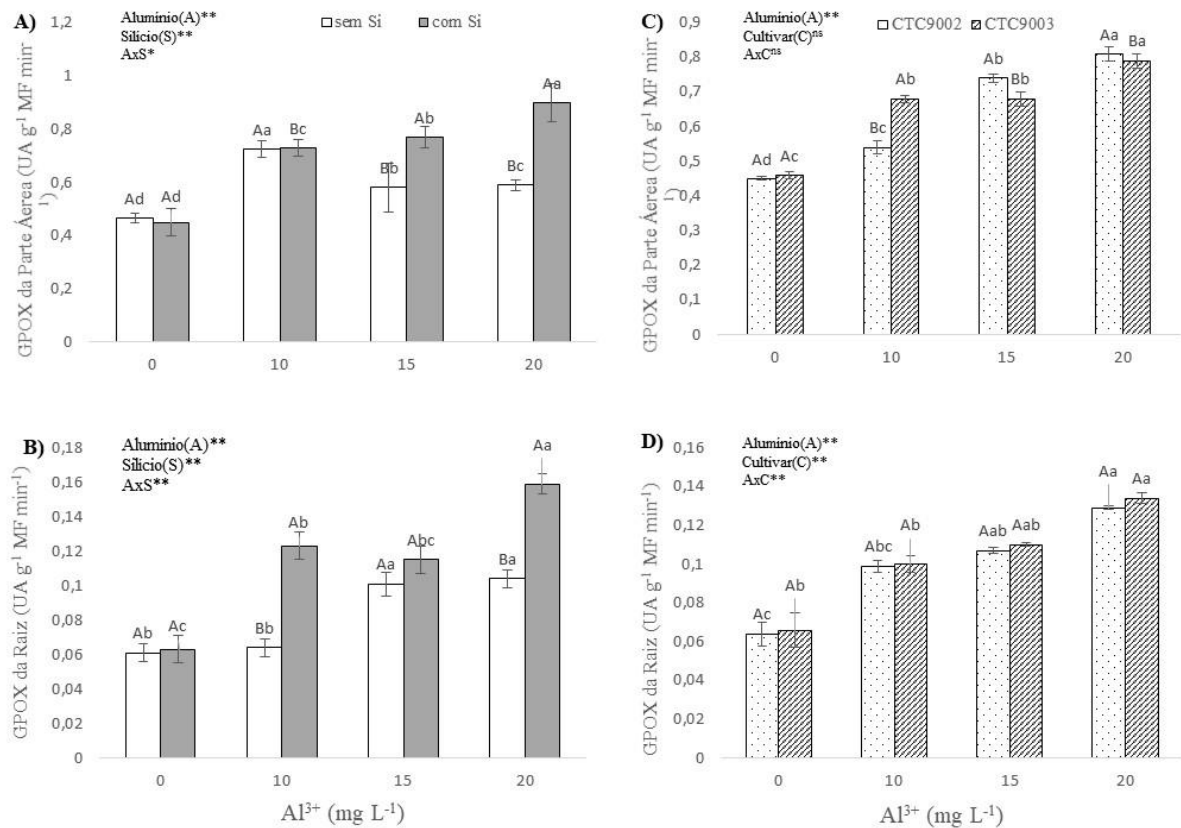 A)
GPOX da Parte Áerea (UA g⁻¹ MF min⁻
¹)
Alumínio(A)**
Silício(S)**
AxS*
sem Si
com Si
1,2
1
0,8
0,6
0,4
0,2
0
Ad
Ad
Aa
Bc
Bb
Ab
Bc
Aa
0
10
15
20
C)
GPOX da Parte Áerea (UA g⁻¹ MF min⁻
¹)
Alumínio(A)**
Cultivar(C)ⁿˢ
AxCⁿˢ
CTC9002
CTC9003
0,9
0,8
0,7
0,6
0,5
0,4
0,3
0,2
0,1
0
Ad
Ac
Bc
Ab
Ab
Bb
Aa
Ba
0
10
15
20
B)
GPOX da Raiz (UA g⁻¹ MF min⁻¹)
Aluminio(A)**
Silicio(S)**
AxS**
0,18
0,16
0,14
0,12
0,1
0,08
0,06
0,04
0,02
0
Ab
Ac
Bb
Ab
Aa
Abc
Ba
Aa
0
10
15
20
Al³⁺ (mg L⁻¹)
D)
GPOX da Raiz (UA g⁻¹ MF min⁻¹)
Aluminio(A)**
Cultivar(C)**
AxC**
0,16
0,14
0,12
0,1
0,08
0,06
0,04
0,02
0
Ac
Ab
Abc
Ab
Aab
Aab
Aa
Aa
0
10
15
20
Al³⁺ (mg L⁻¹)